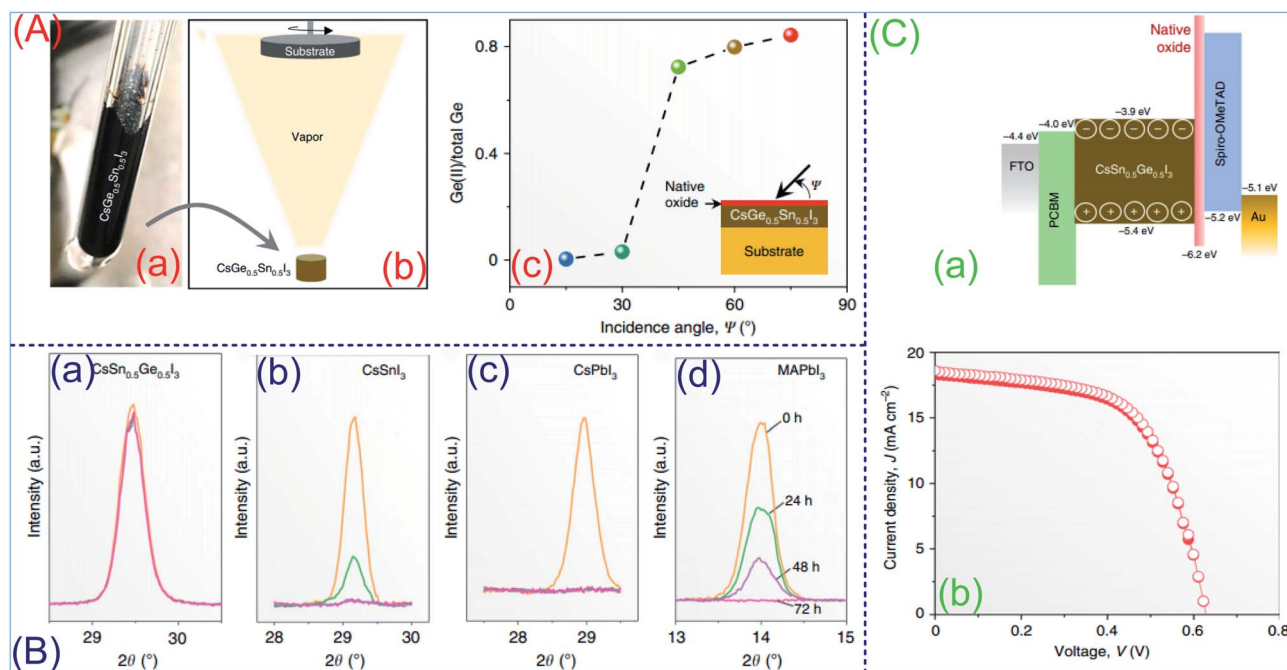 (A)
CsGe0.5Sn0.5I3
(a)
Substrate
Vapor
CsGe0.5Sn0.5I3
(b)
Ge(II)/total Ge
0.8
0.4
0
(c)
Native
oxide
Ψ
CsGe0.5Sn0.5I3
Substrate
0 30 60 90
Incidence angle, Ψ (°)
(C)
Native
oxide
−4.4 eV
FTO
−4.0 eV
PCBM
−3.9 eV
− − − − −
CsSn0.5Ge0.5I3
+ + + + +
−5.4 eV
−6.2 eV
Spiro-OMeTAD
−5.2 eV
−5.1 eV
Au
(a)
(B)
(a)
CsSn0.5Ge0.5I3
Intensity (a.u.)
29 30
2θ (°)
(b)
CsSnI3
Intensity (a.u.)
28 29 30
2θ (°)
(c)
CsPbI3
Intensity (a.u.)
28 29
2θ (°)
(d)
MAPbI3
Intensity (a.u.)
0 h
24 h
48 h
72 h
13 14 15
2θ (°)
Current density, J (mA cm−2)
20
15
10
5
0
(b)
0 0.2 0.4 0.6 0.8
Voltage, V (V)